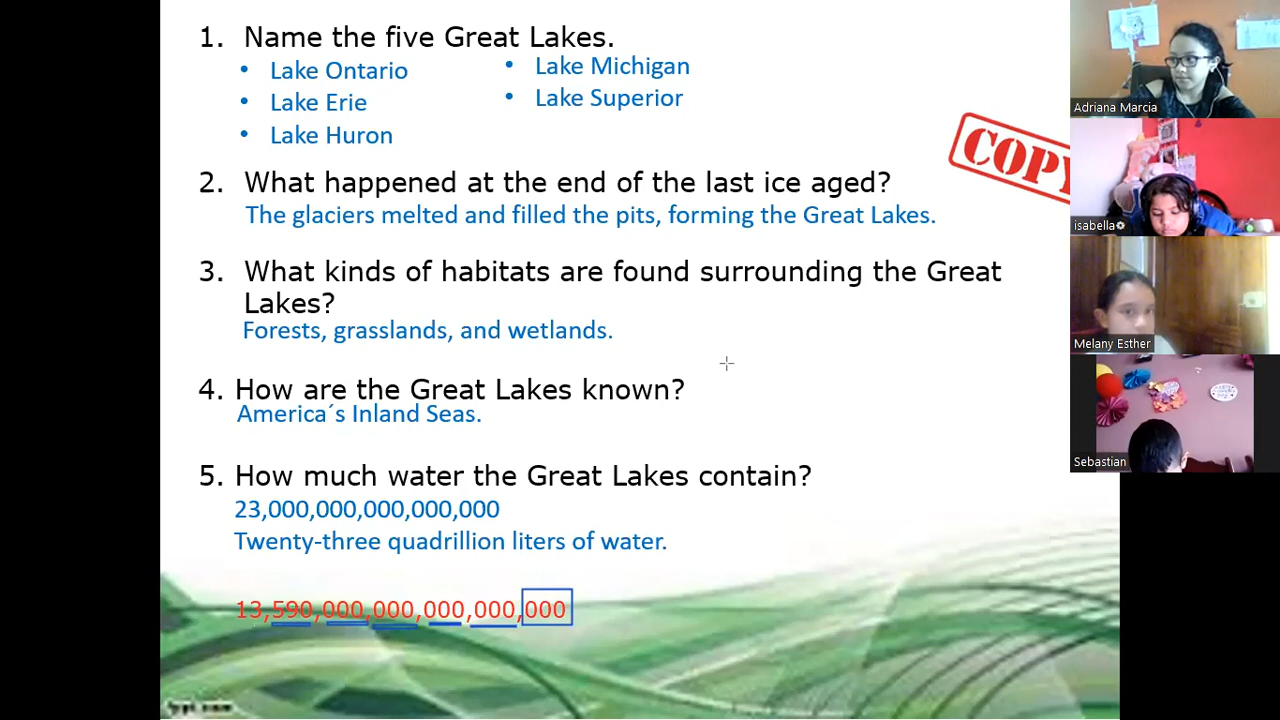 1. Name the five Great Lakes.
• Lake Ontario
• Lake Erie
• Lake Huron
• Lake Michigan
• Lake Superior
COPY
2. What happened at the end of the last ice aged?
The glaciers melted and filled the pits, forming the Great Lakes.
3. What kinds of habitats are found surrounding the Great
Lakes?
Forests, grasslands, and wetlands.
4. How are the Great Lakes known?
America´s Inland Seas.
5. How much water the Great Lakes contain?
23,000,000,000,000,000
Twenty-three quadrillion liters of water.
13,590,000,000,000,000,000
fppt.com
Adriana Marcia
isabella
Melany Esther
Sebastian